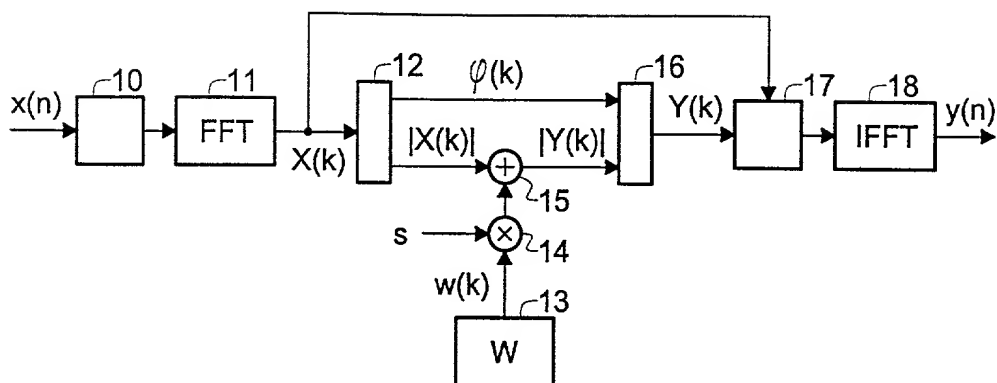 x(n)
10
11
FFT
X(k)
12
φ(k)
|X(k)|
|Y(k)|
+
15
s
×
14
w(k)
13
W
16
Y(k)
17
18
IFFT
y(n)